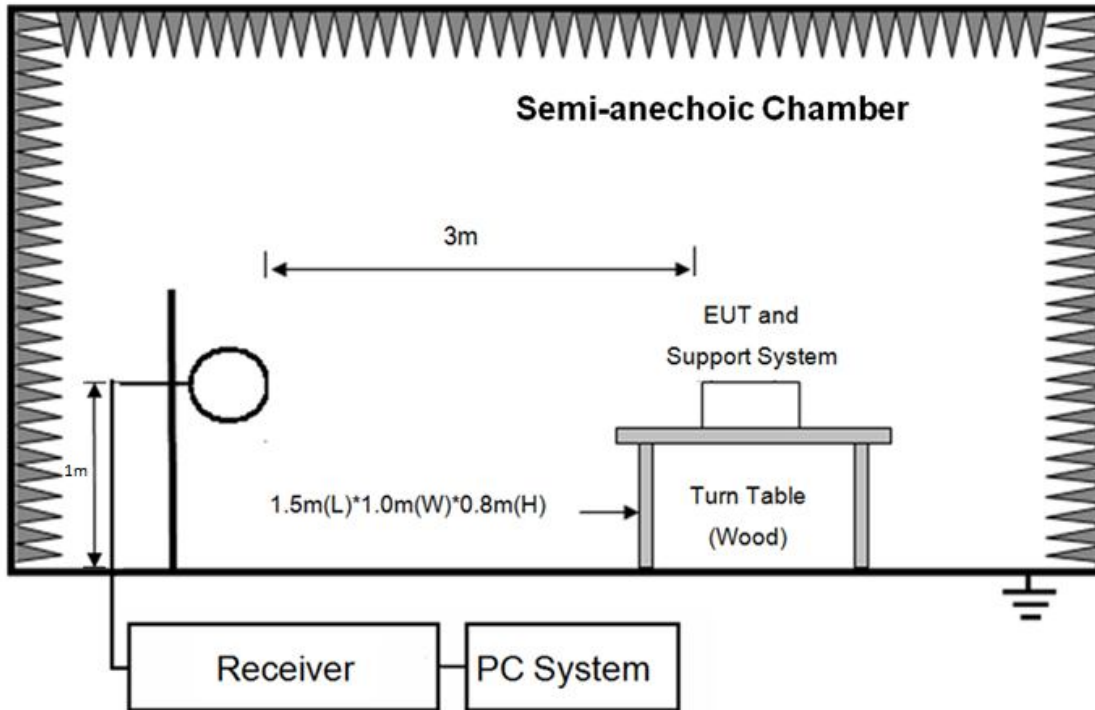 Semi-anechoic Chamber
3m
EUT and
Support System
1m
1.5m(L)*1.0m(W)*0.8m(H)
Turn Table
(Wood)
Receiver
PC System